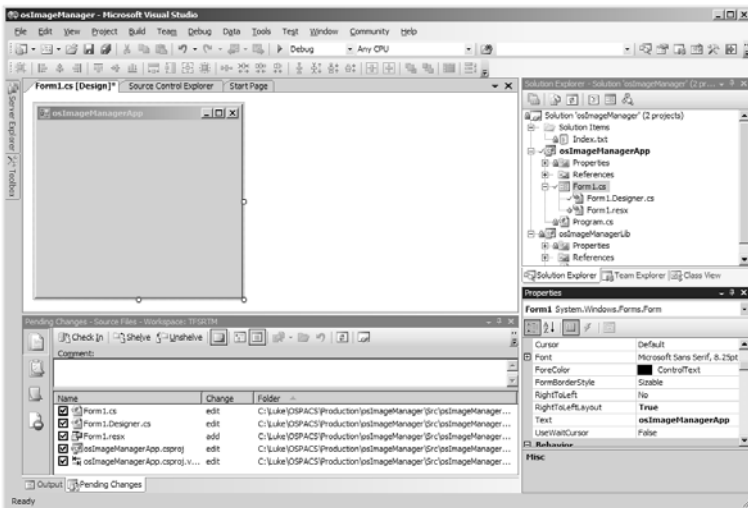 osImageManager - Microsoft Visual Studio
File Edit View Project Build Team Debug Data Tools Test Window Community Help
Debug Any CPU
Form1.cs [Design]* Source Control Explorer Start Page
Server Explorer
Toolbox
osImageManagerApp
Solution Explorer - Solution 'osImageManager' (2 pr...
Solution 'osImageManager' (2 projects)
Solution Items
Index.txt
osImageManagerApp
Properties
References
Form1.cs
Form1.Designer.cs
Form1.resx
Program.cs
osImageManagerLib
Properties
References
Solution Explorer Team Explorer Class View
Properties
Form1 System.Windows.Forms.Form
Cursor Default
Font Microsoft Sans Serif, 8.25pt
ForeColor ControlText
FormBorderStyle Sizable
RightToLeft No
RightToLeftLayout True
Text osImageManagerApp
UseWaitCursor False
Behavior
Misc
Pending Changes - Source Files - Workspace: TFSRTM
Check In Shelve Unshelve
Comment:
Name Change Folder
Form1.cs edit C:\Luke\OSPACS\Production\osImageManager\Src\osImageManager...
Form1.Designer.cs edit C:\Luke\OSPACS\Production\osImageManager\Src\osImageManager...
Form1.resx add C:\Luke\OSPACS\Production\osImageManager\Src\osImageManager...
osImageManagerApp.csproj edit C:\Luke\OSPACS\Production\osImageManager\Src\osImageManager...
osImageManagerApp.csproj.v... edit C:\Luke\OSPACS\Production\osImageManager\Src\osImageManager...
Output Pending Changes
Ready